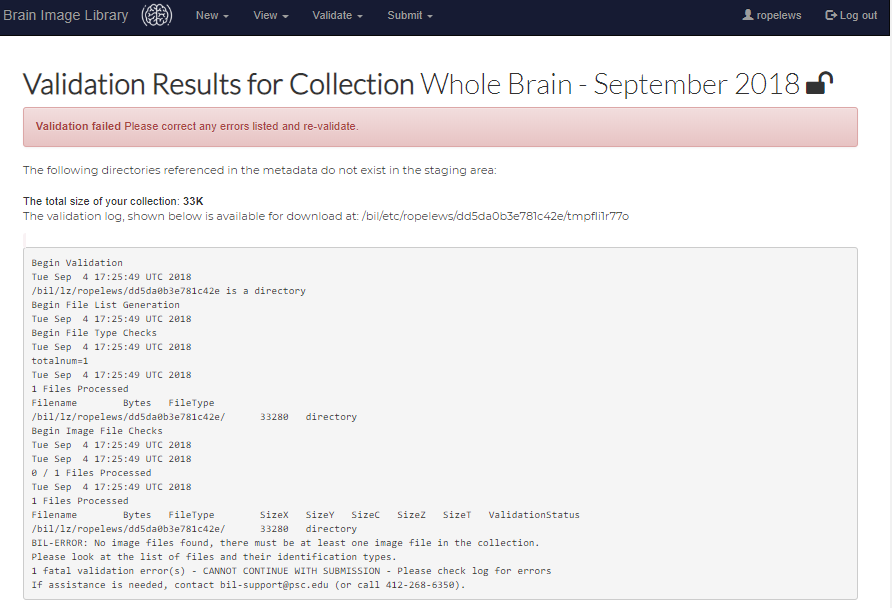 Brain Image Library New View Validate Submit ropelews Log out
Validation Results for Collection Whole Brain - September 2018
Validation failed Please correct any errors listed and re-validate.
The following directories referenced in the metadata do not exist in the staging area:
The total size of your collection: 33K
The validation log, shown below is available for download at: /bil/etc/ropelews/dd5da0b3e781c42e/tmpfli1r77o
Begin Validation
Tue Sep  4 17:25:49 UTC 2018
/bil/lz/ropelews/dd5da0b3e781c42e is a directory
Begin File List Generation
Tue Sep  4 17:25:49 UTC 2018
Begin File Type Checks
Tue Sep  4 17:25:49 UTC 2018
totalnum=1
Tue Sep  4 17:25:49 UTC 2018
1 Files Processed
Filename        Bytes   FileType
/bil/lz/ropelews/dd5da0b3e781c42e/      33280   directory
Begin Image File Checks
Tue Sep  4 17:25:49 UTC 2018
Tue Sep  4 17:25:49 UTC 2018
0 / 1 Files Processed
Tue Sep  4 17:25:49 UTC 2018
1 Files Processed
Filename        Bytes   FileType        SizeX   SizeY   SizeC   SizeZ   SizeT   ValidationStatus
/bil/lz/ropelews/dd5da0b3e781c42e/      33280   directory
BIL-ERROR: No image files found, there must be at least one image file in the collection.
Please look at the list of files and their identification types.
1 fatal validation error(s) - CANNOT CONTINUE WITH SUBMISSION - Please check log for errors
If assistance is needed, contact bil-support@psc.edu (or call 412-268-6350).